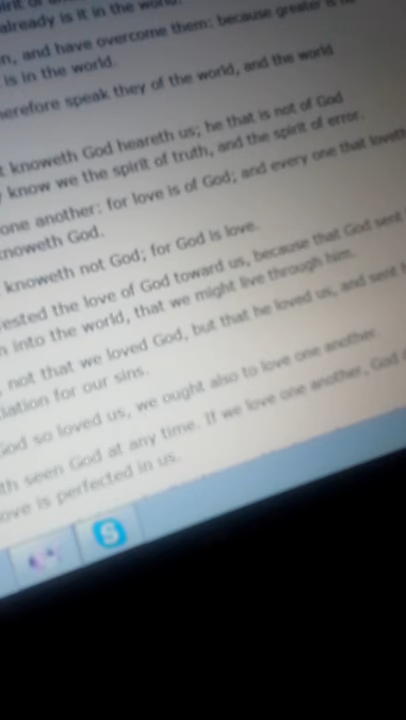 already is it in the world.
n, and have overcome them: because greater is he
is in the world.
herefore speak they of the world, and the world
t knoweth God heareth us; he that is not of God
know we the spirit of truth, and the spirit of error.
one another: for love is of God; and every one that loveth
knoweth God.
knoweth not God; for God is love.
ested the love of God toward us, because that God sent
n into the world, that we might live through him.
not that we loved God, but that he loved us, and sent h
iation for our sins.
God so loved us, we ought also to love one another.
th seen God at any time. If we love one another, God d
ove is perfected in us.
S